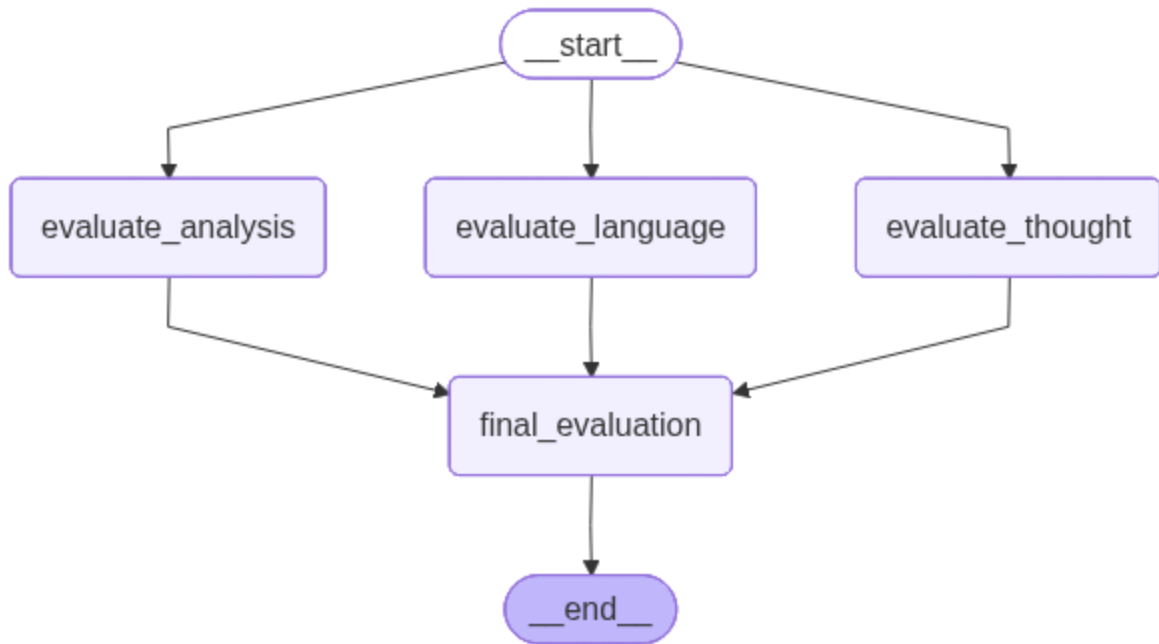 __start__
evaluate_analysis
evaluate_language
evaluate_thought
final_evaluation
__end__